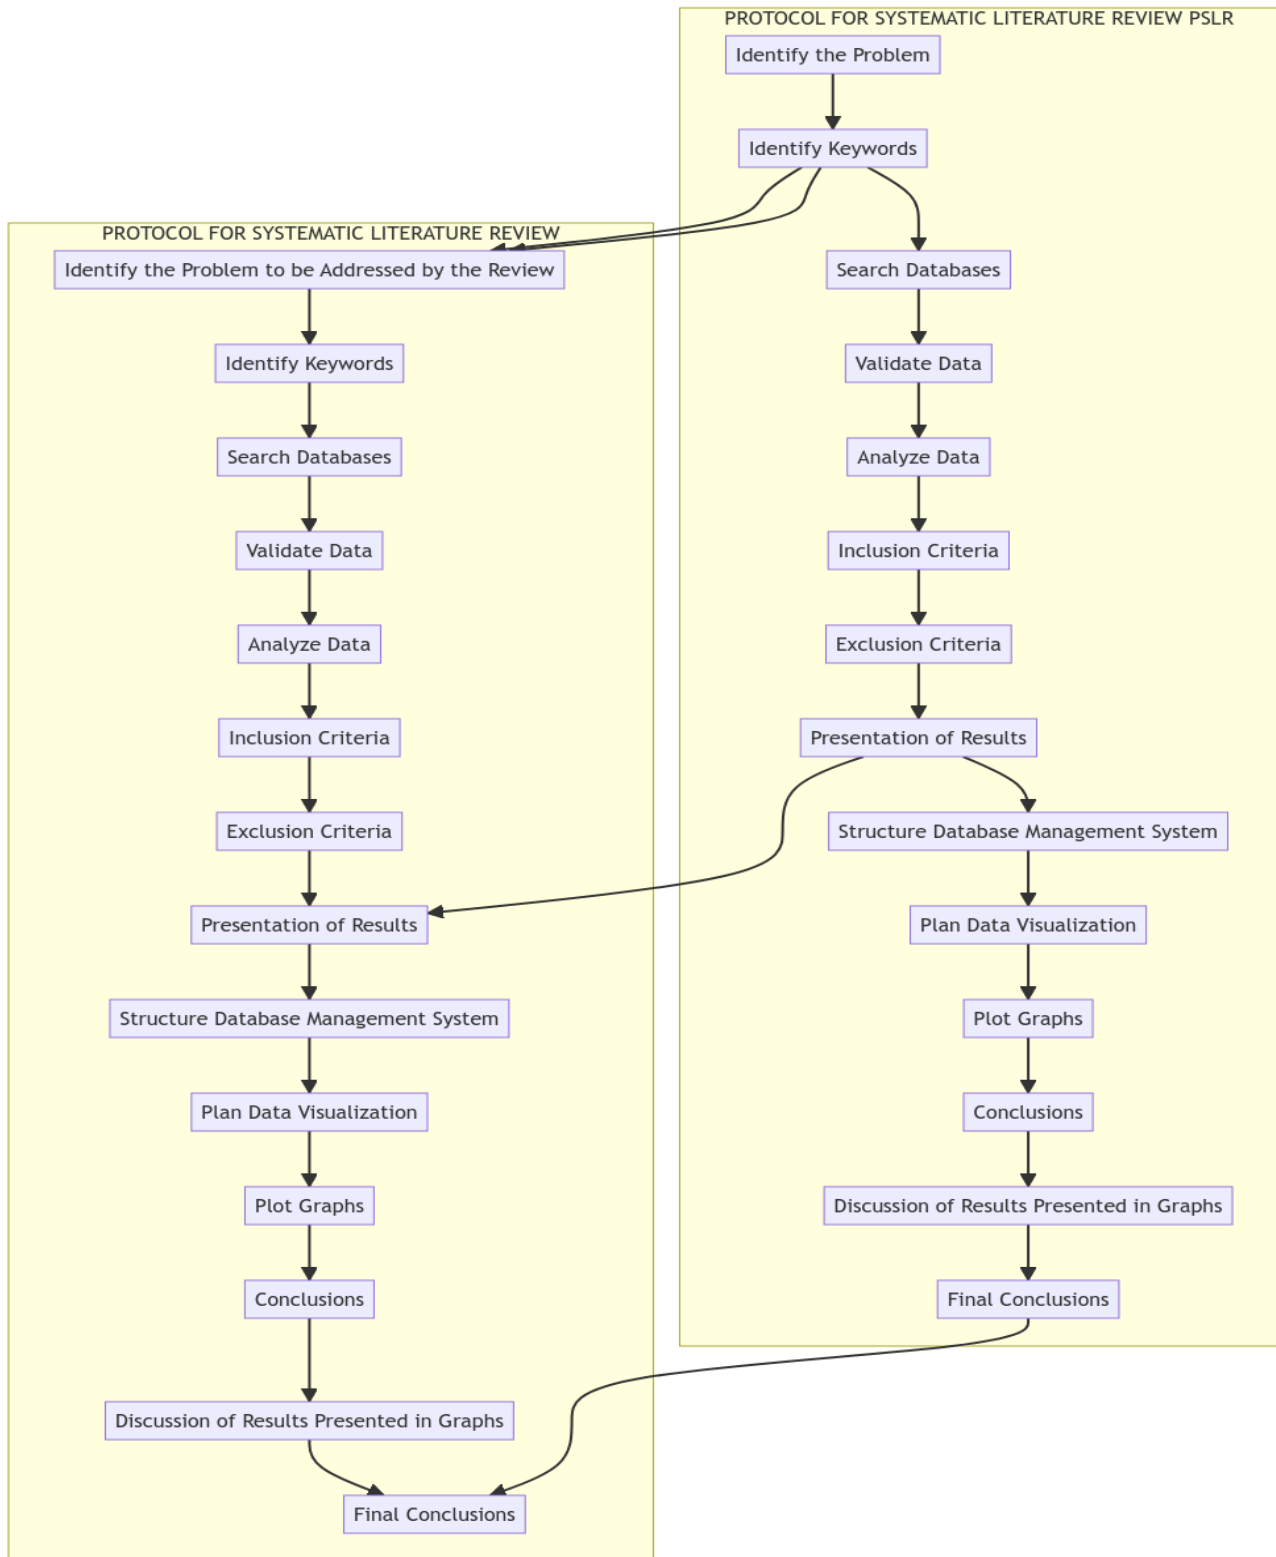 PROTOCOL FOR SYSTEMATIC LITERATURE REVIEW PSLR
Identify the Problem
Identify Keywords
Search Databases
Validate Data
Analyze Data
Inclusion Criteria
Exclusion Criteria
Presentation of Results
Structure Database Management System
Plan Data Visualization
Plot Graphs
Conclusions
Discussion of Results Presented in Graphs
Final Conclusions
PROTOCOL FOR SYSTEMATIC LITERATURE REVIEW
Identify the Problem to be Addressed by the Review
Identify Keywords
Search Databases
Validate Data
Analyze Data
Inclusion Criteria
Exclusion Criteria
Presentation of Results
Structure Database Management System
Plan Data Visualization
Plot Graphs
Conclusions
Discussion of Results Presented in Graphs
Final Conclusions